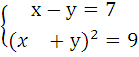 x − y = 7
(x + y)² = 9